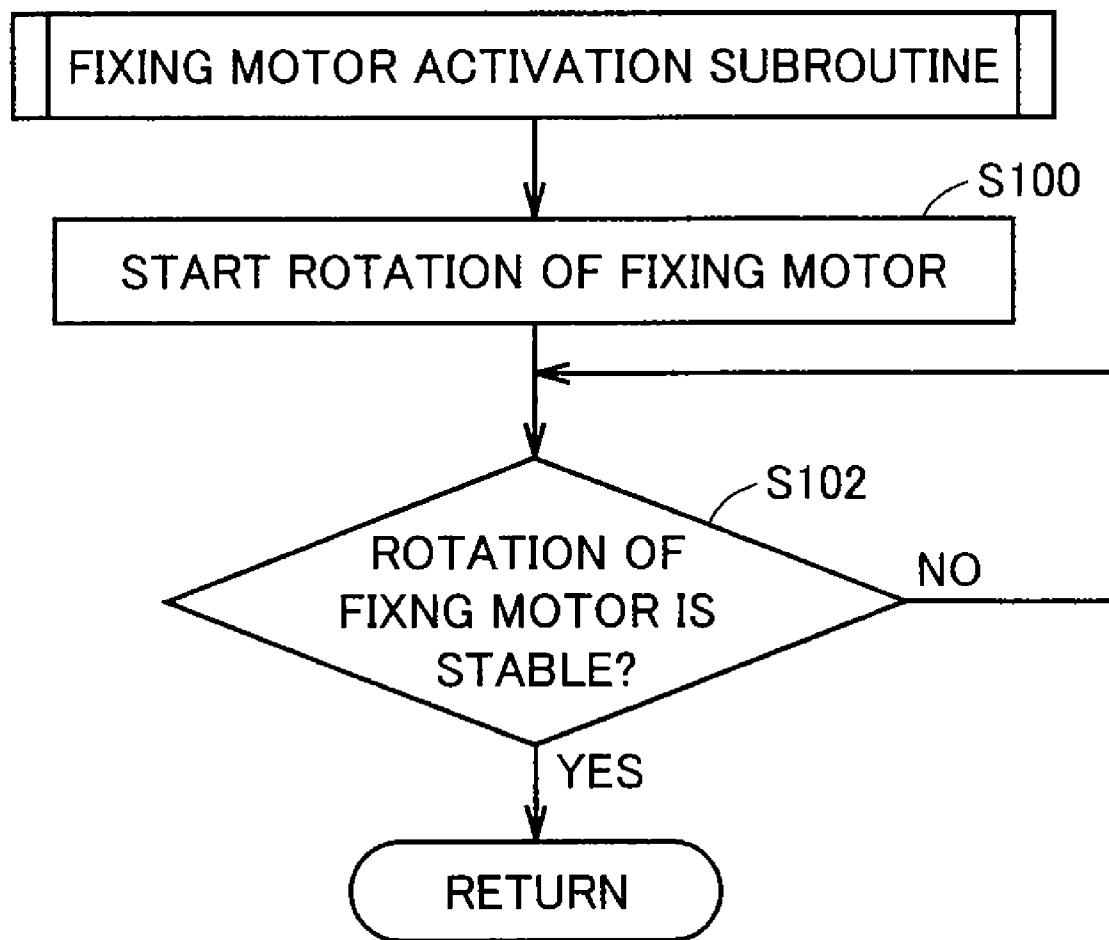 FIXING MOTOR ACTIVATION SUBROUTINE
S100
START ROTATION OF FIXING MOTOR
S102
ROTATION OF
FIXNG MOTOR IS
STABLE?
NO
YES
RETURN